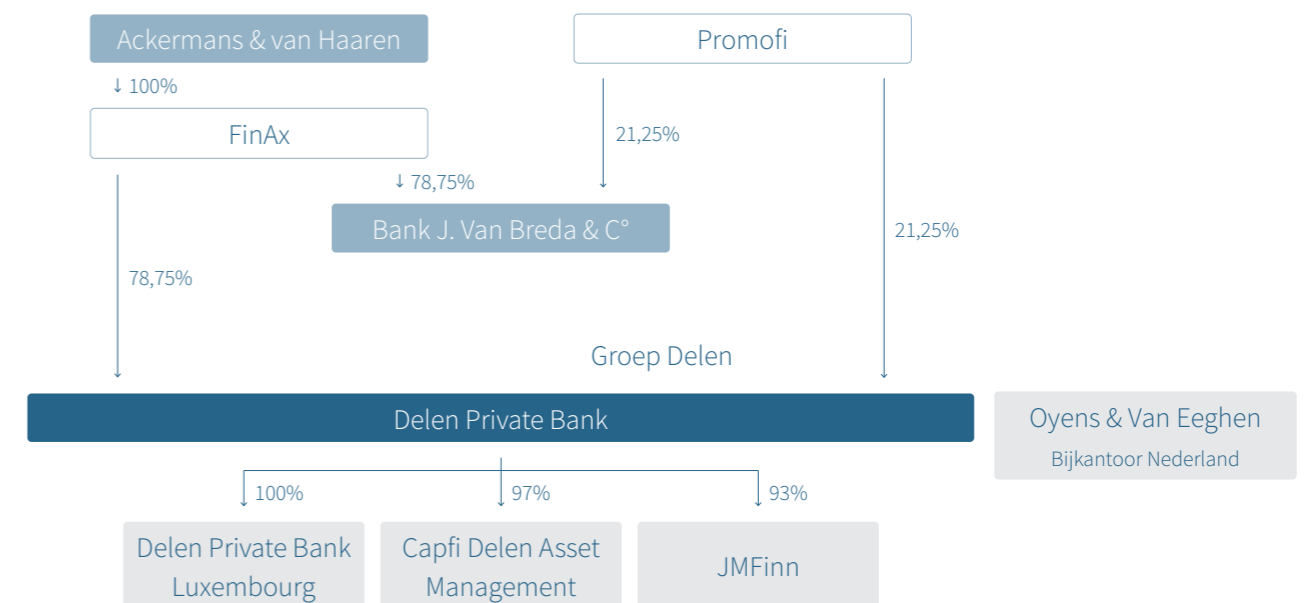 Ackermans & van Haaren
Promofi
↓ 100%
FinAx
21,25%
↓ 78,75%
Bank J. Van Breda & C°
21,25%
78,75%
Groep Delen
Delen Private Bank
Oyens & Van Eeghen
Bijkantoor Nederland
100%
97%
93%
Delen Private Bank
Luxembourg
Capfi Delen Asset
Management
JMFinn